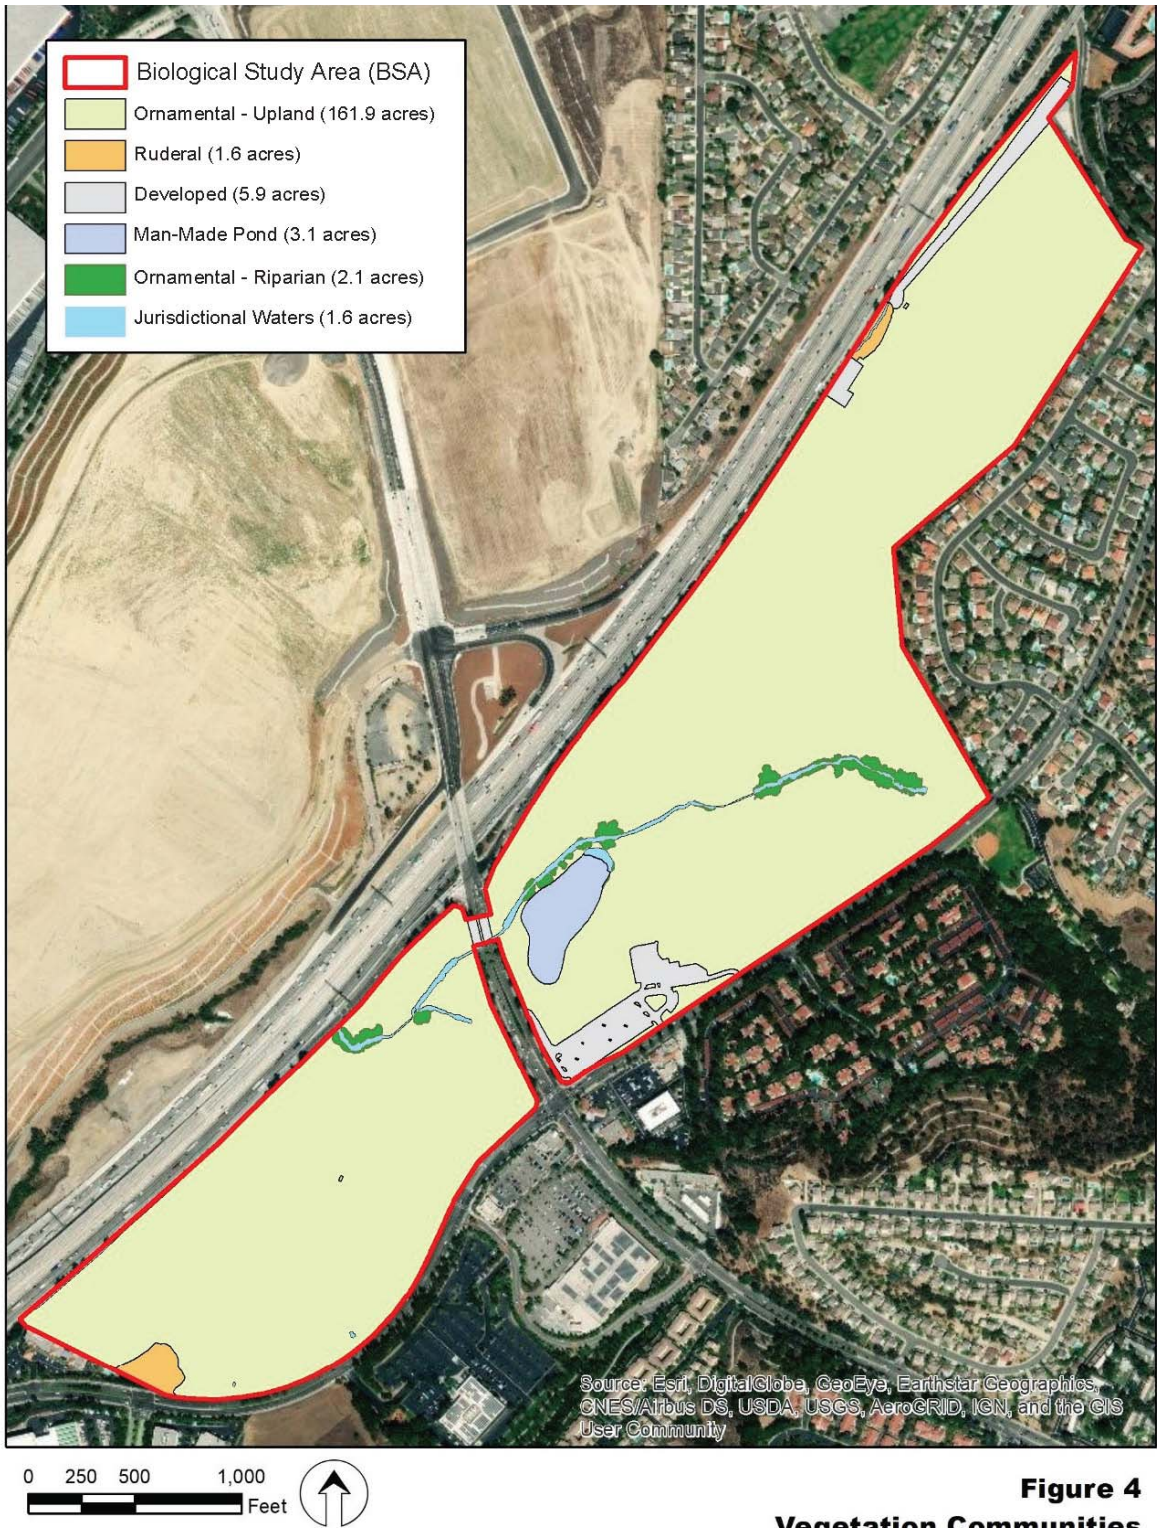 Biological Study Area (BSA)
Ornamental - Upland (161.9 acres)
Ruderal (1.6 acres)
Developed (5.9 acres)
Man-Made Pond (3.1 acres)
Ornamental - Riparian (2.1 acres)
Jurisdictional Waters (1.6 acres)
Source: Esri, DigitalGlobe, GeoEye, Earthstar Geographics,
CNES/Airbus DS, USDA, USGS, AeroGRID, IGN, and the GIS
User Community
0 250 500 1,000
Feet
Figure 4
Vegetation Communities